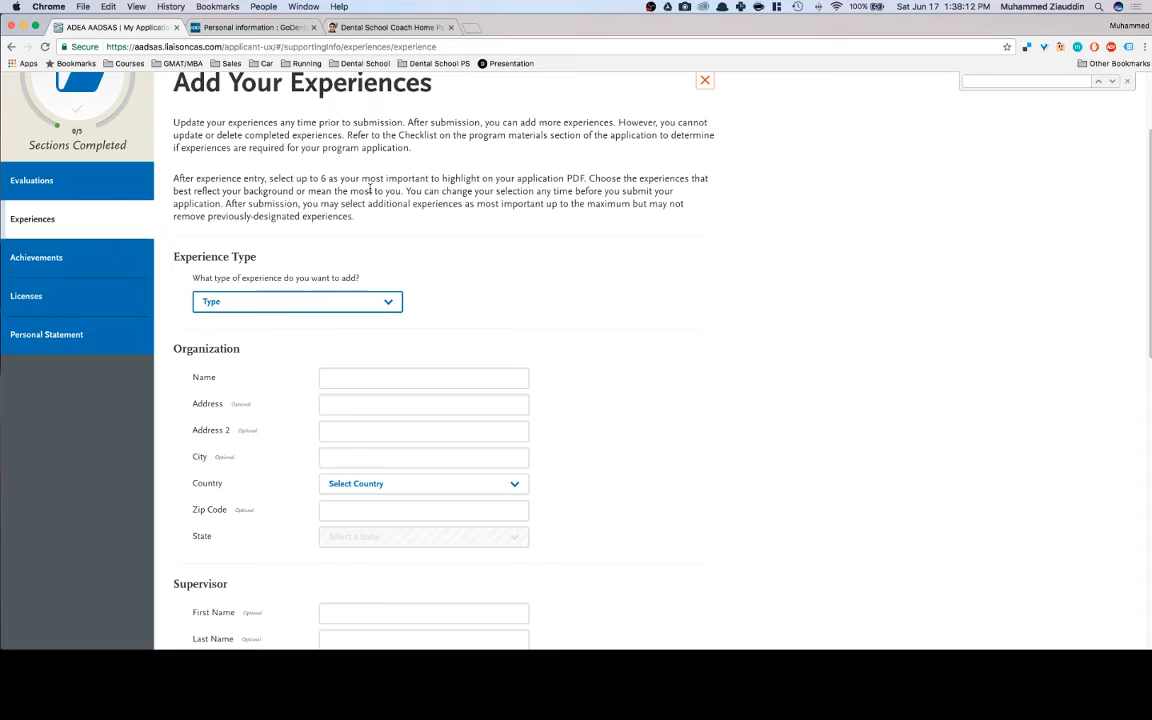 Chrome File Edit View History Bookmarks People Window Help 100% Sat Jun 17 1:38:12 PM Muhammed Ziauddin
ADEA AADSAS | My Applicatio Personal information : GoDent Dental School Coach Home Pa Muhammed
Secure https://aadsas.liaisoncas.com/applicant-ux/#/supportingInfo/experiences/experience
Apps Bookmarks Courses GMAT/MBA Sales Car Running Dental School Dental School PS Presentation Other Bookmarks
0/5
Sections Completed
Evaluations
Experiences
Achievements
Licenses
Personal Statement
Add Your Experiences
Update your experiences any time prior to submission. After submission, you can add more experiences. However, you cannot
update or delete completed experiences. Refer to the Checklist on the program materials section of the application to determine
if experiences are required for your program application.
After experience entry, select up to 6 as your most important to highlight on your application PDF. Choose the experiences that
best reflect your background or mean the most to you. You can change your selection any time before you submit your
application. After submission, you may select additional experiences as most important up to the maximum but may not
remove previously-designated experiences.
Experience Type
What type of experience do you want to add?
Type
Organization
Name
Address Optional
Address 2 Optional
City Optional
Country Select Country
Zip Code Optional
State Select a State
Supervisor
First Name Optional
Last Name Optional